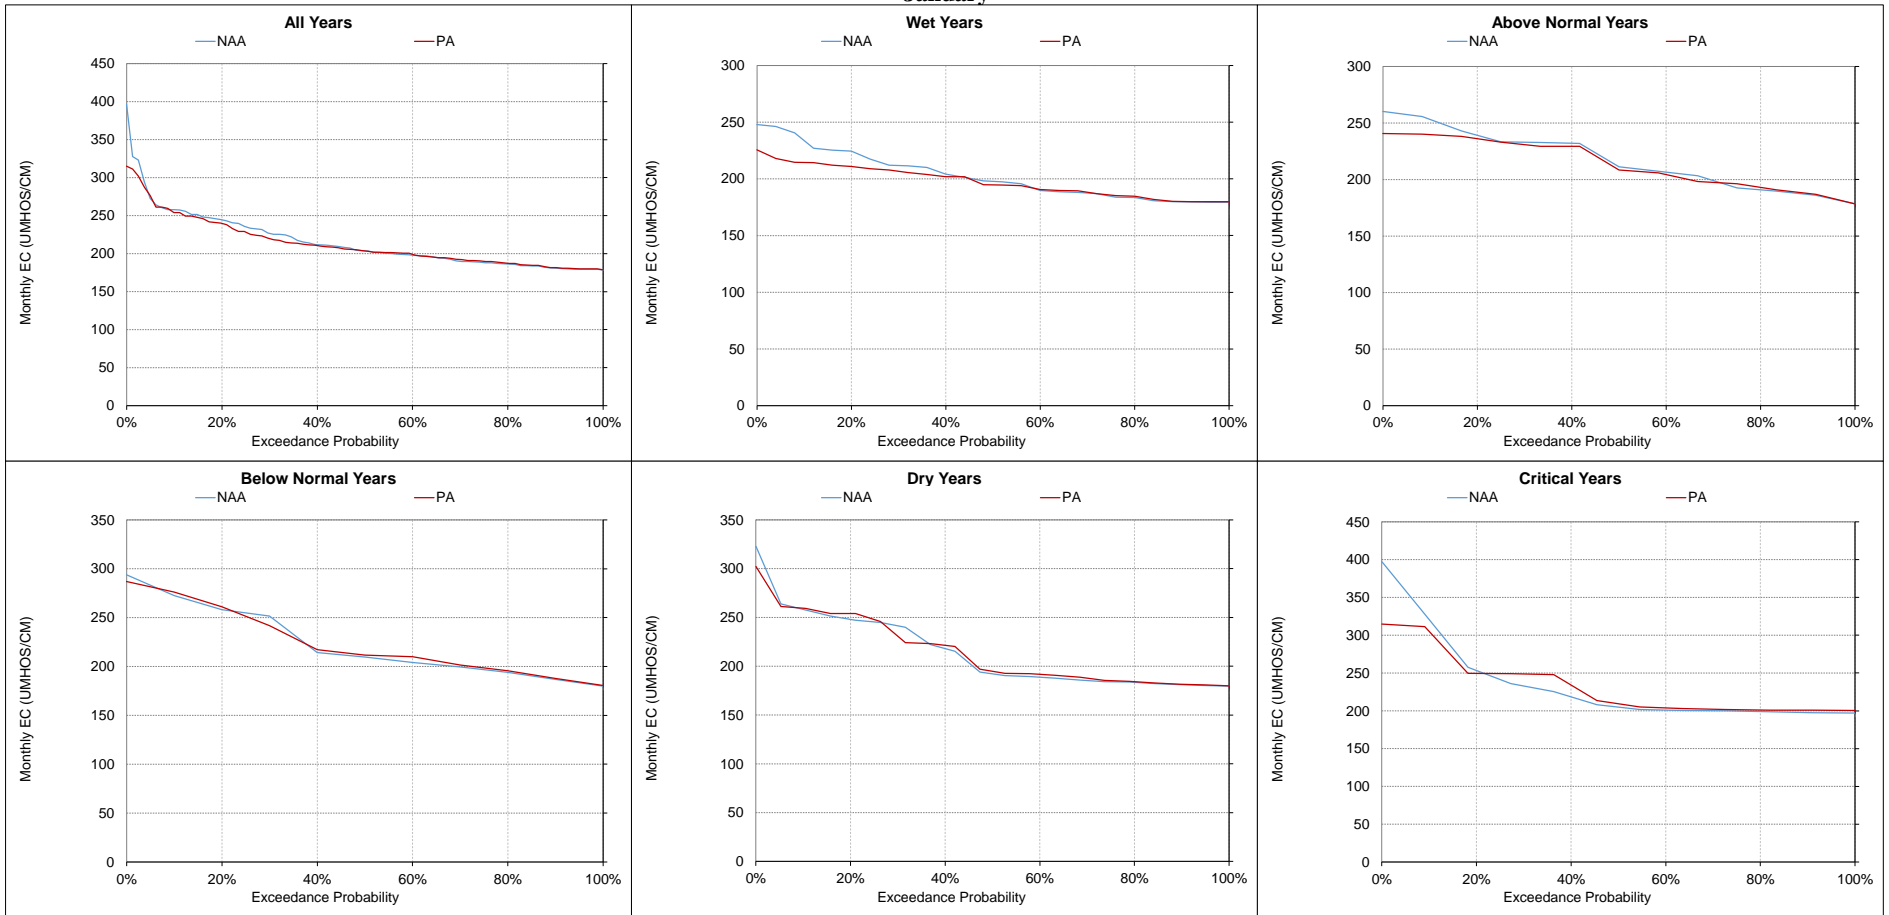 All Years
NAA PA
450
400
350
300
250
200
150
100
50
0
0% 20% 40% 60% 80% 100%
Monthly EC (UMHOS/CM)
Exceedance Probability
Wet Years
NAA PA
300
250
200
150
100
50
0
0% 20% 40% 60% 80% 100%
Monthly EC (UMHOS/CM)
Exceedance Probability
Above Normal Years
NAA PA
300
250
200
150
100
50
0
0% 20% 40% 60% 80% 100%
Monthly EC (UMHOS/CM)
Exceedance Probability
Below Normal Years
NAA PA
350
300
250
200
150
100
50
0
0% 20% 40% 60% 80% 100%
Monthly EC (UMHOS/CM)
Exceedance Probability
Dry Years
NAA PA
350
300
250
200
150
100
50
0
0% 20% 40% 60% 80% 100%
Monthly EC (UMHOS/CM)
Exceedance Probability
Critical Years
NAA PA
450
400
350
300
250
200
150
100
50
0
0% 20% 40% 60% 80% 100%
Monthly EC (UMHOS/CM)
Exceedance Probability